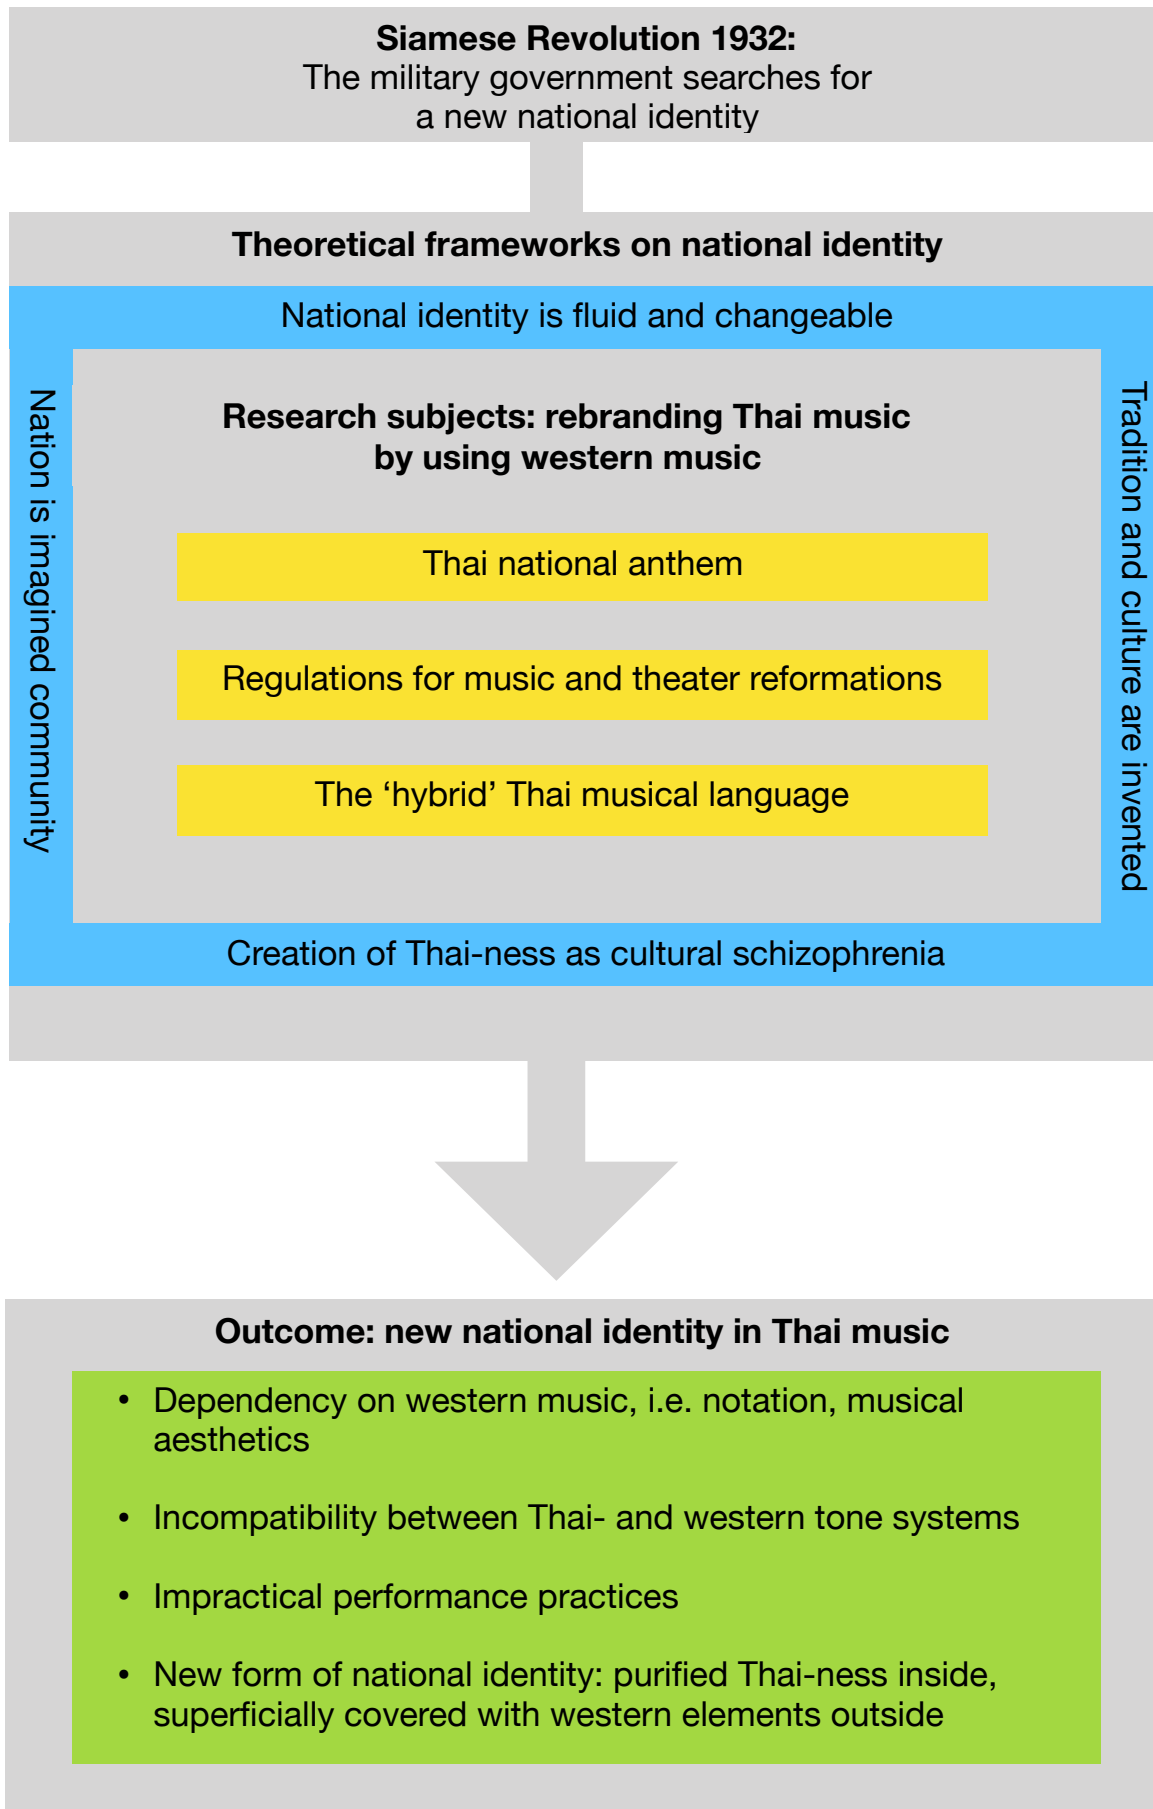 Siamese Revolution 1932:
The military government searches for
a new national identity
Theoretical frameworks on national identity
National identity is fluid and changeable
Nation is imagined community
Research subjects: rebranding Thai music
by using western music
Thai national anthem
Regulations for music and theater reformations
The ‘hybrid’ Thai musical language
Tradition and culture are invented
Creation of Thai-ness as cultural schizophrenia
Outcome: new national identity in Thai music
• Dependency on western music, i.e. notation, musical
aesthetics
• Incompatibility between Thai- and western tone systems
• Impractical performance practices
• New form of national identity: purified Thai-ness inside,
superficially covered with western elements outside